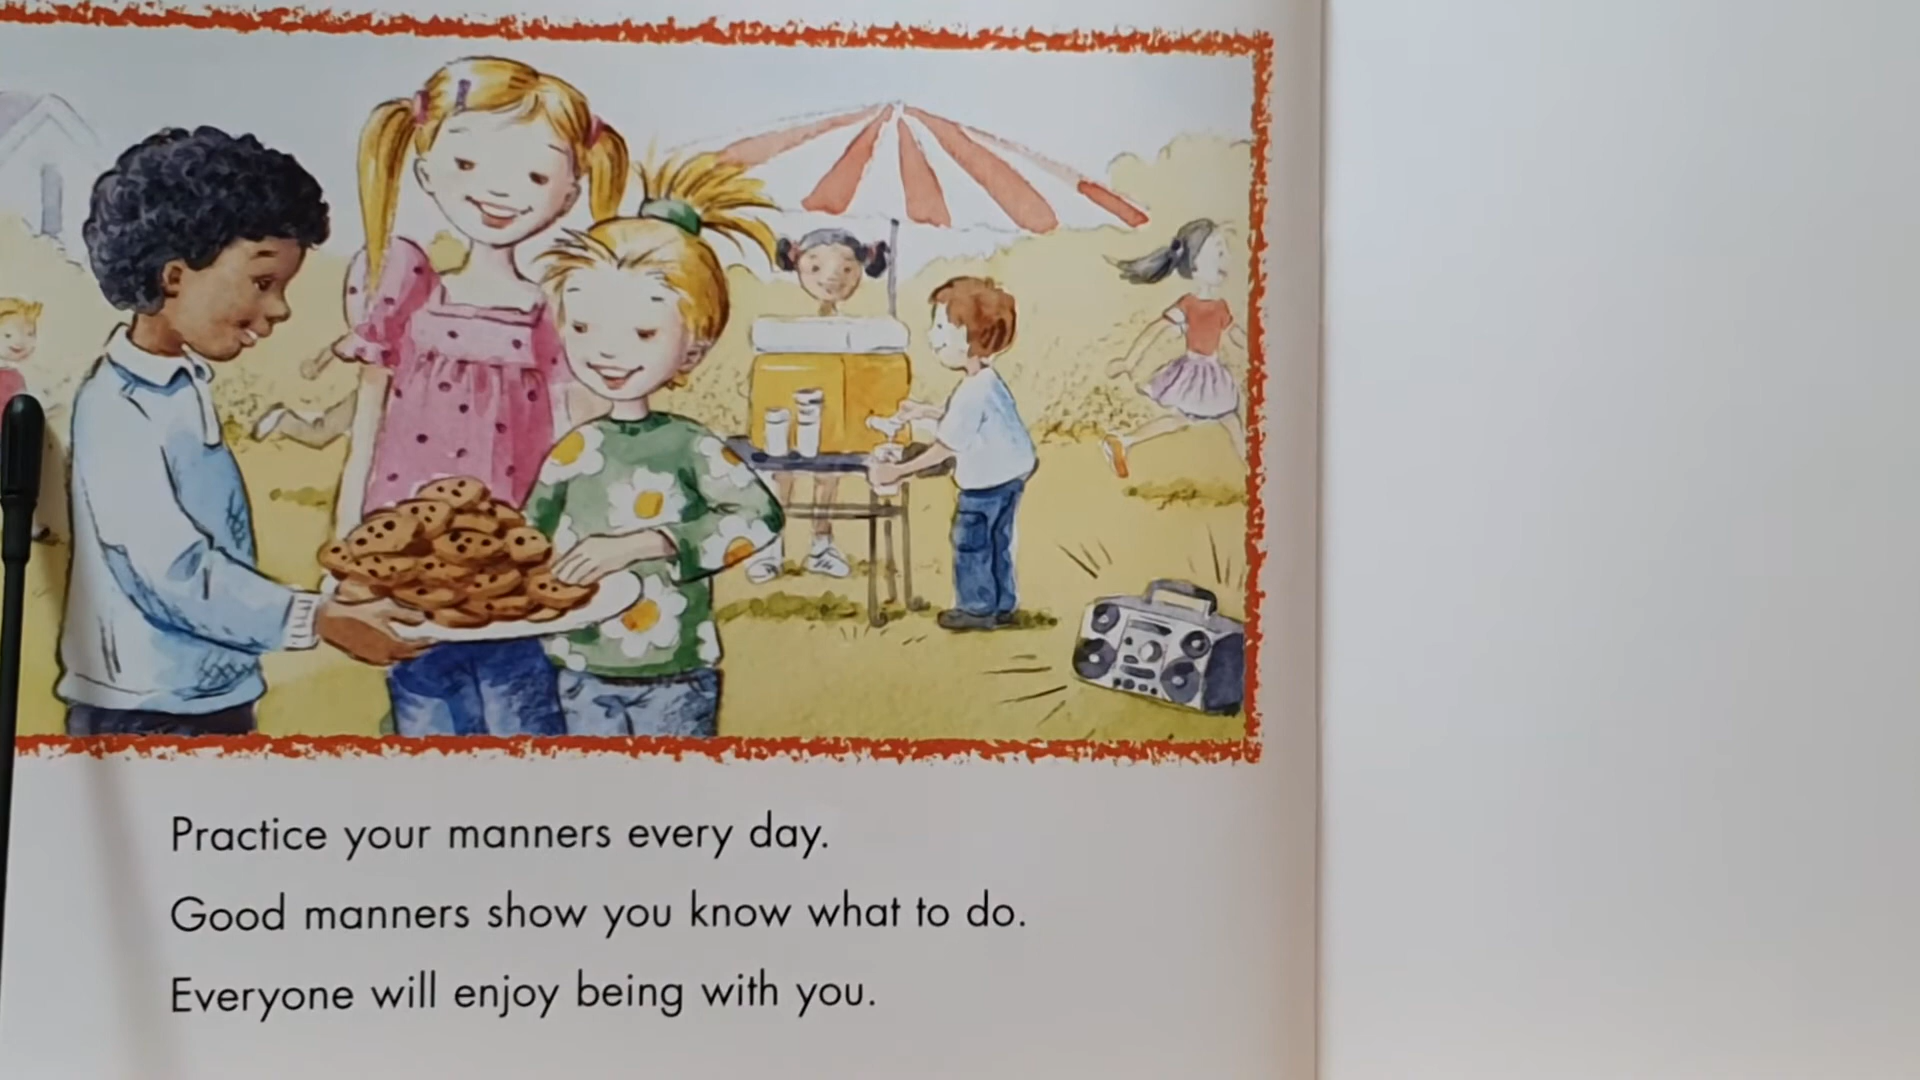 Practice your manners every day.
Good manners show you know what to do.
Everyone will enjoy being with you.